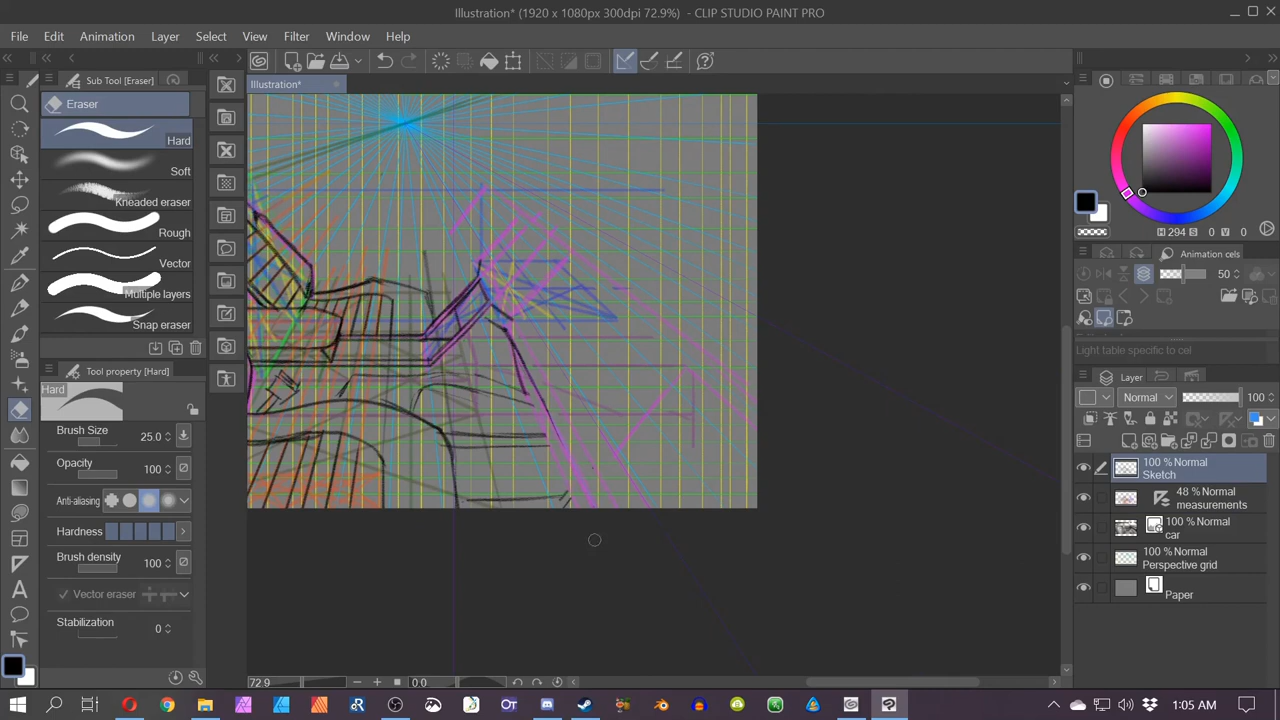 Illustration* (1920 x 1080px 300dpi 72.9%) - CLIP STUDIO PAINT PRO
File Edit Animation Layer Select View Filter Window Help
Sub Tool [Eraser]
Illustration*
Eraser
Hard
Soft
Kneaded eraser
Rough
Vector
Multiple layers
Snap eraser
Tool property [Hard]
Hard
Brush Size 25.0
Opacity 100
Anti-aliasing
Hardness
Brush density 100
Vector eraser
Stabilization 0
H 294 S 0 V 0
Animation cels
50
Light table specific to cel
Layer
Normal 100
100 % Normal
Sketch
48 % Normal
measurements
100 % Normal
car
100 % Normal
Perspective grid
Paper
72.9 0.0
1:05 AM